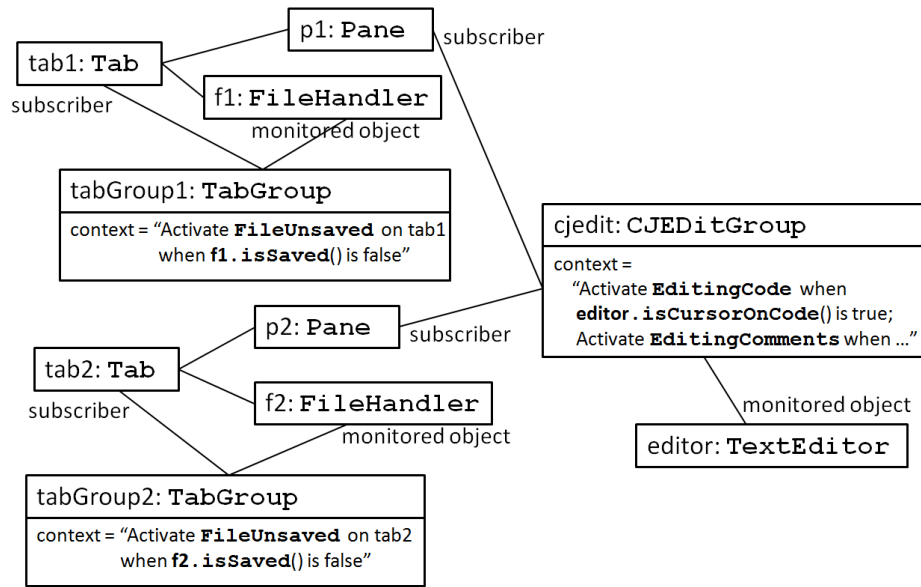 p1: Pane
subscriber
tab1: Tab
subscriber
f1: FileHandler
monitored object
tabGroup1: TabGroup
context = “Activate FileUnsaved on tab1
when f1.isSaved() is false”
cjedit: CJEDitGroup
context =
“Activate EditingCode when
editor.isCursorOnCode() is true;
Activate EditingComments when ...”
p2: Pane
subscriber
tab2: Tab
subscriber
f2: FileHandler
monitored object
monitored object
editor: TextEditor
tabGroup2: TabGroup
context = “Activate FileUnsaved on tab2
when f2.isSaved() is false”